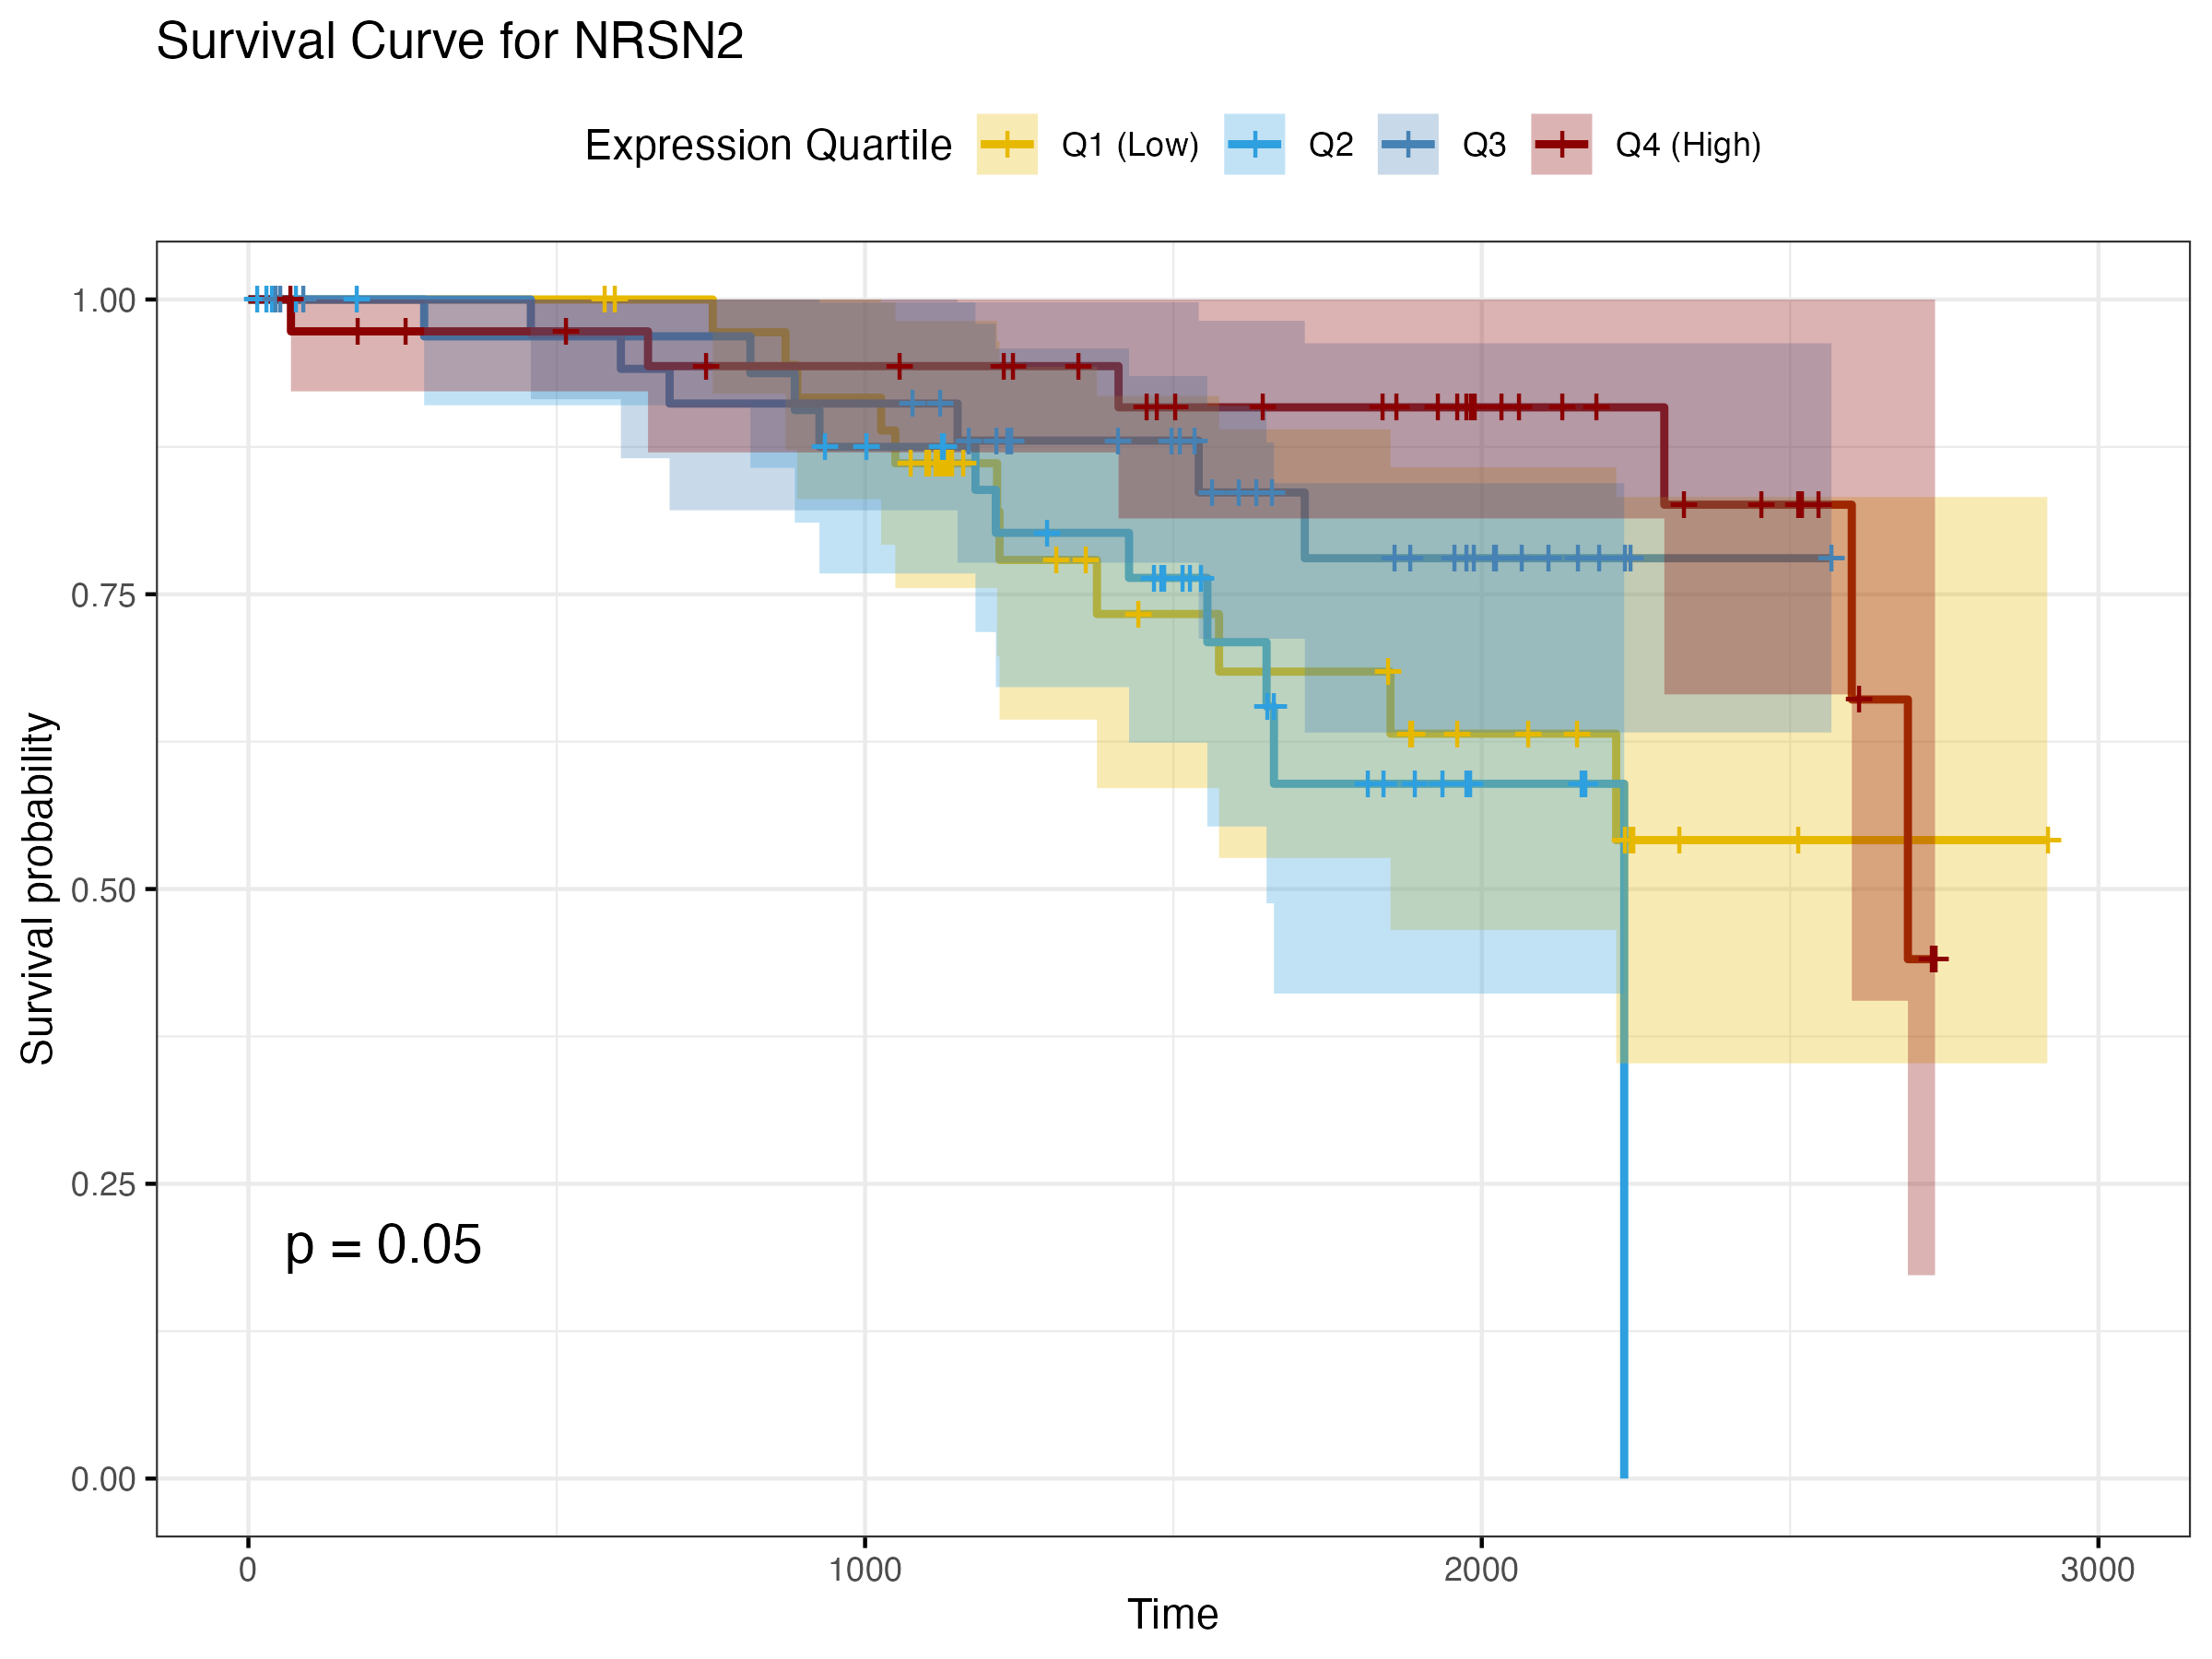 Survival Curve for NRSN2
Expression Quartile Q1 (Low) Q2 Q3 Q4 (High)
Survival probability
1.00
0.75
0.50
0.25
0.00
p = 0.05
0 1000 2000 3000
Time